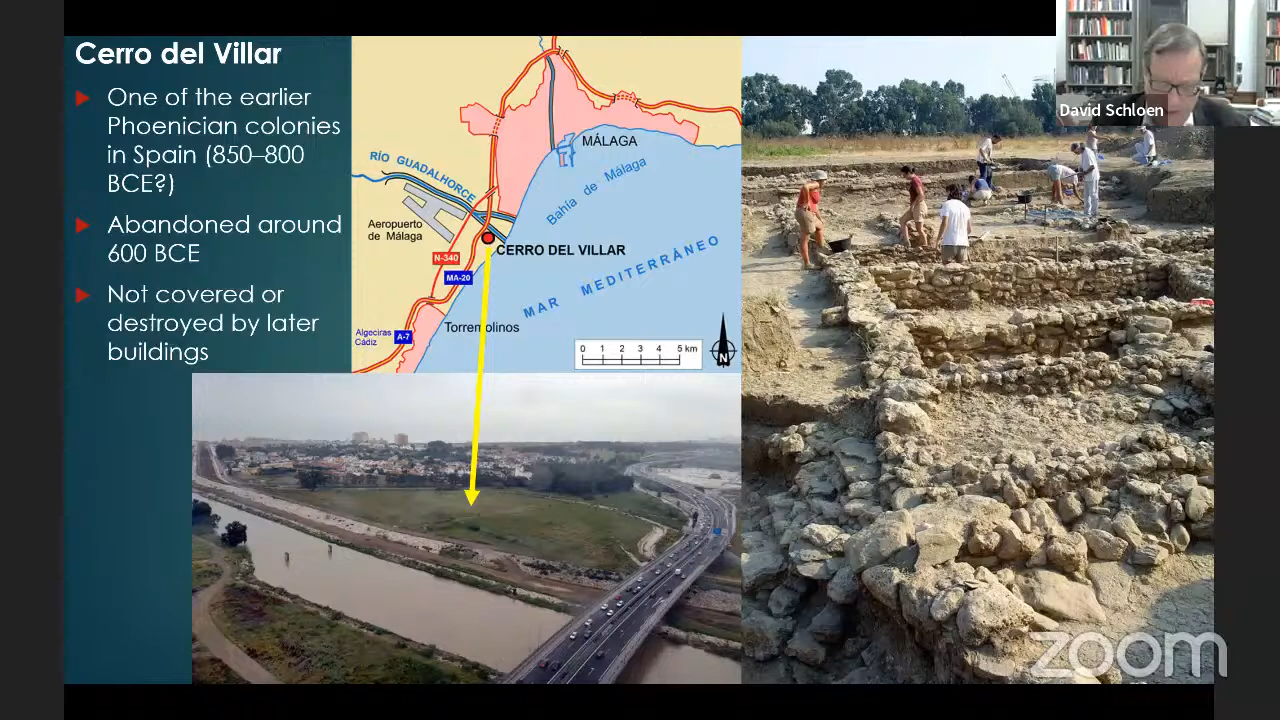 Cerro del Villar
One of the earlier
Phoenician colonies
in Spain (850–800
BCE?)
Abandoned around
600 BCE
Not covered or
destroyed by later
buildings
MÁLAGA
RÍO GUADALHORCE
Bahía de Málaga
Aeropuerto
de Málaga
CERRO DEL VILLAR
N-340
MA-20
MAR MEDITERRÁNEO
Torremolinos
Algeciras
Cádiz
A-7
0 1 2 3 4 5 km
N
David Schloen
zoom